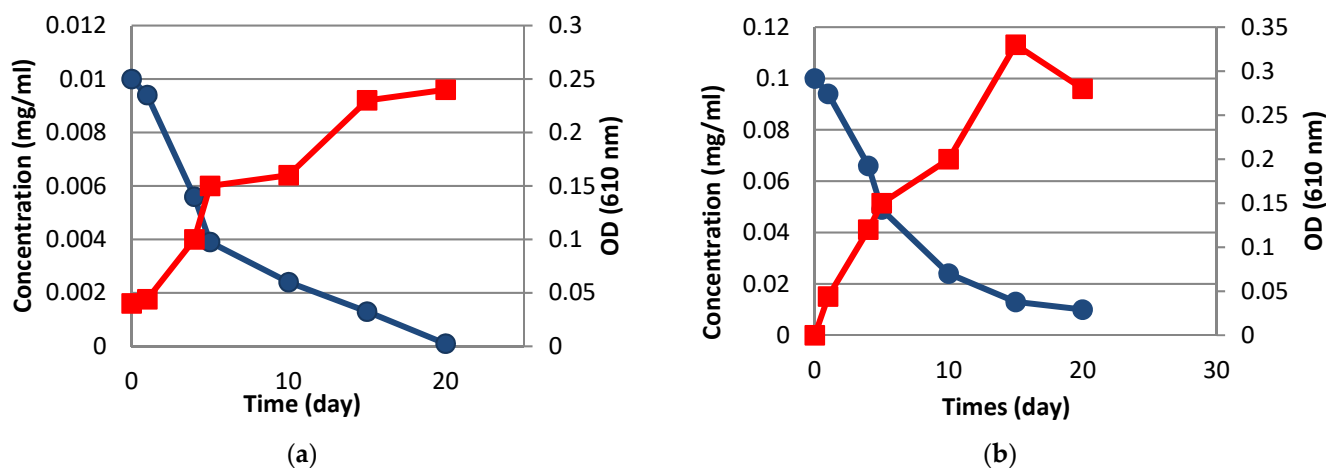 0.012
0.01
0.008
0.006
0.004
0.002
0
Concentration (mg/ml)
0.3
0.25
0.2
0.15
0.1
0.05
0
OD (610 nm)
0 10 20
Time (day)
(a)
0.12
0.1
0.08
0.06
0.04
0.02
0
Concentration (mg/ml)
0.35
0.3
0.25
0.2
0.15
0.1
0.05
0
OD (610 nm)
0 10 20 30
Times (day)
(b)